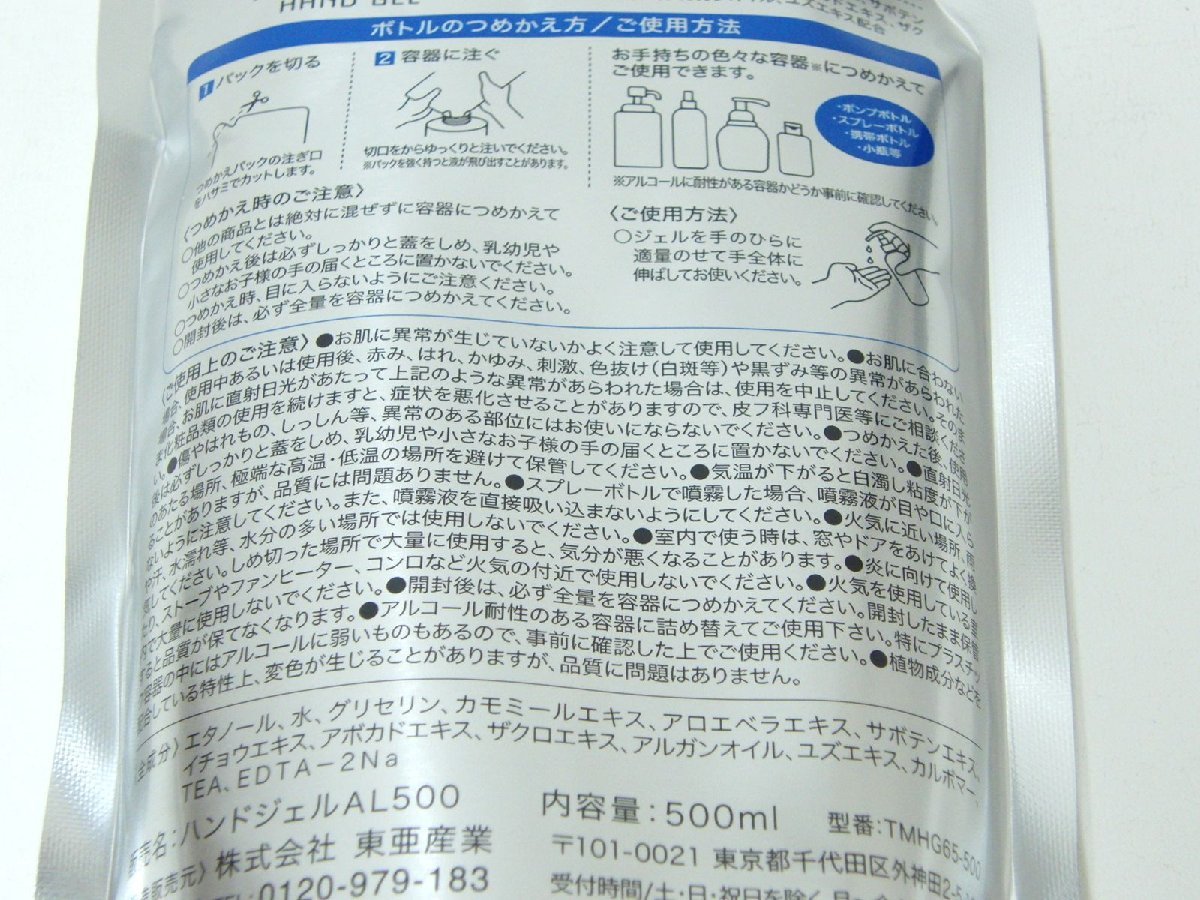 HAND GEL
ユズエキス配合
ボトルのつめかえ方/ご使用方法
1 パックを切る
つめかえパックの注ぎ口
をハサミでカットします。
2 容器に注ぐ
切口をからゆっくりと注いでください。
※パックを強く持つと液が飛び出すことがあります。
お手持ちの色々な容器※につめかえて
ご使用できます。
・ポンプボトル
・スプレーボトル
・携帯ボトル
・小瓶等
※アルコールに耐性がある容器かどうか事前に確認してください。
〈つめかえ時のご注意〉
○他の商品とは絶対に混ぜずに容器につめかえて
使用してください。
○つめかえ後は必ずしっかりと蓋をしめ、乳幼児や
小さなお子様の手の届くところに置かないでください。
○つめかえ時、目に入らないようにご注意ください。
○開封後は、必ず全量を容器につめかえてください。
〈ご使用方法〉
○ジェルを手のひらに
適量のせて手全体に
伸ばしてお使いください。
〈ご使用上のご注意〉●お肌に異常が生じていないかよく注意して使用してください。●お肌に合わない
場合、使用中あるいは使用後、赤み、はれ、かゆみ、刺激、色抜け(白斑等)や黒ずみ等の異常があらわれた
場合、お肌に直射日光があたって上記のような異常があらわれた場合は、使用を中止してください。そのま
ま化粧品類の使用を続けますと、症状を悪化させることがありますので、皮フ科専門医等にご相談くださ
い。●傷やはれもの、しっしん等、異常のある部位にはお使いにならないでください。●つめかえた後、使用
後は必ずしっかりと蓋をしめ、乳幼児や小さなお子様の手の届くところに置かないでください。●直射日光
のあたる場所、極端な高温・低温の場所を避けて保管してください。●気温が下がると白濁し粘度が下が
ることがありますが、品質には問題ありません。●スプレーボトルで噴霧した場合、噴霧液が目や口に入ら
ないように注意してください。また、噴霧液を直接吸い込まないようにしてください。●火気に近い場所、
や汗、水濡れ等、水分の多い場所では使用しないでください。●室内で使う時は、窓やドアをあけてよく換
気してください。しめ切った場所で大量に使用すると、気分が悪くなることがあります。●炎に向けて使用し
たり、ストーブやファンヒーター、コンロなど火気の付近で使用しないでください。●火気を使用している室
内で大量に使用しないでください。●開封後は、必ず全量を容器につめかえてください。開封したまま保管
すると品質が保てなくなります。●アルコール耐性のある容器に詰め替えてご使用下さい。特にプラスチッ
ク容器の中にはアルコールに弱いものもあるので、事前に確認した上でご使用ください。●植物成分などを
配合している特性上、変色が生じることがありますが、品質に問題はありません。
〈全成分〉エタノール、水、グリセリン、カモミールエキス、アロエベラエキス、サボテンエキス、
イチョウエキス、アボカドエキス、ザクロエキス、アルガンオイル、ユズエキス、カルボマー、
TEA、EDTA-2Na
販売名:ハンドジェルAL500 内容量:500ml 型番:TMHG65-500
販売元〉株式会社 東亜産業 〒101-0021 東京都千代田区外神田2-5
TEL:0120-979-183 受付時間/土・日・祝日を除く